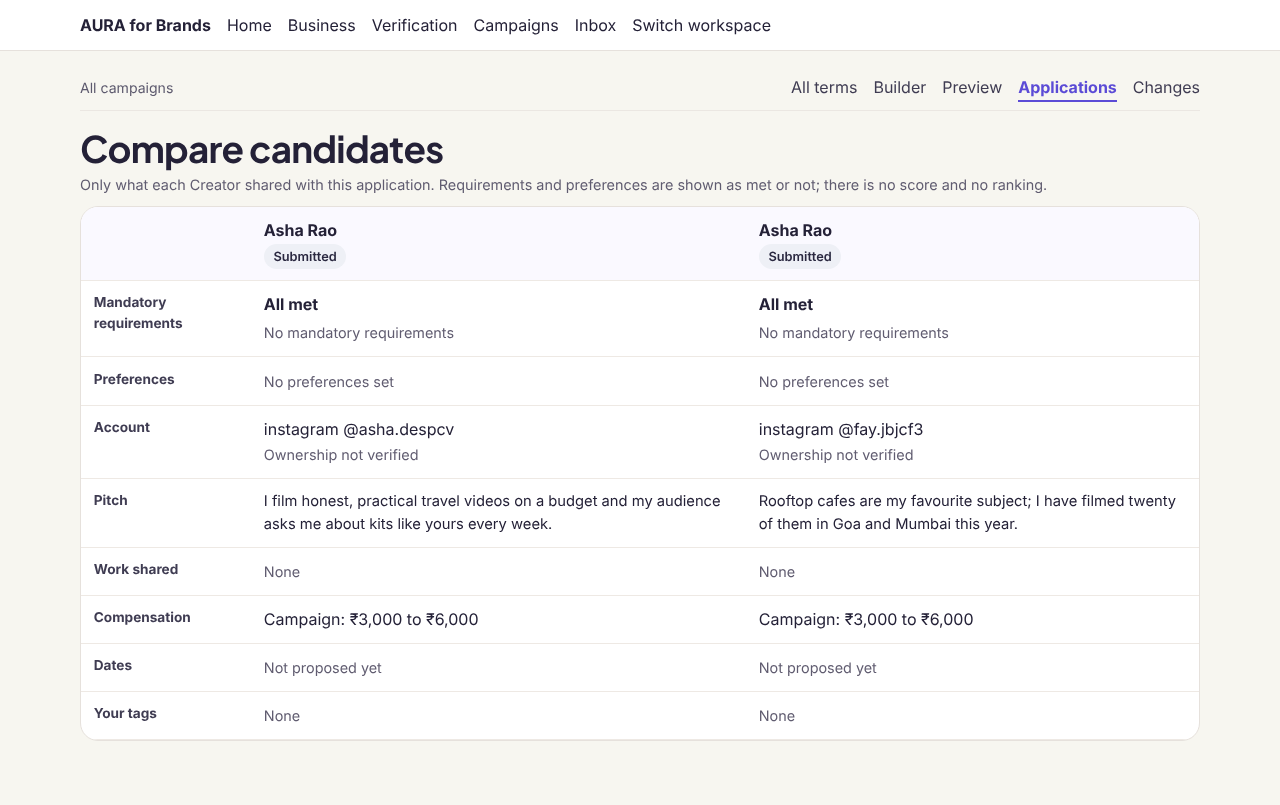 AURA for Brands Home Business Verification Campaigns Inbox Switch workspace
All campaigns All terms Builder Preview Applications Changes
Compare candidates
Only what each Creator shared with this application. Requirements and preferences are shown as met or not; there is no score and no ranking.
Asha Rao Asha Rao
Submitted Submitted
Mandatory requirements All met All met
No mandatory requirements No mandatory requirements
Preferences No preferences set No preferences set
Account instagram @asha.despcv instagram @fay.jbjcf3
Ownership not verified Ownership not verified
Pitch I film honest, practical travel videos on a budget and my audience Rooftop cafes are my favourite subject; I have filmed twenty
asks me about kits like yours every week. of them in Goa and Mumbai this year.
Work shared None None
Compensation Campaign: ₹3,000 to ₹6,000 Campaign: ₹3,000 to ₹6,000
Dates Not proposed yet Not proposed yet
Your tags None None